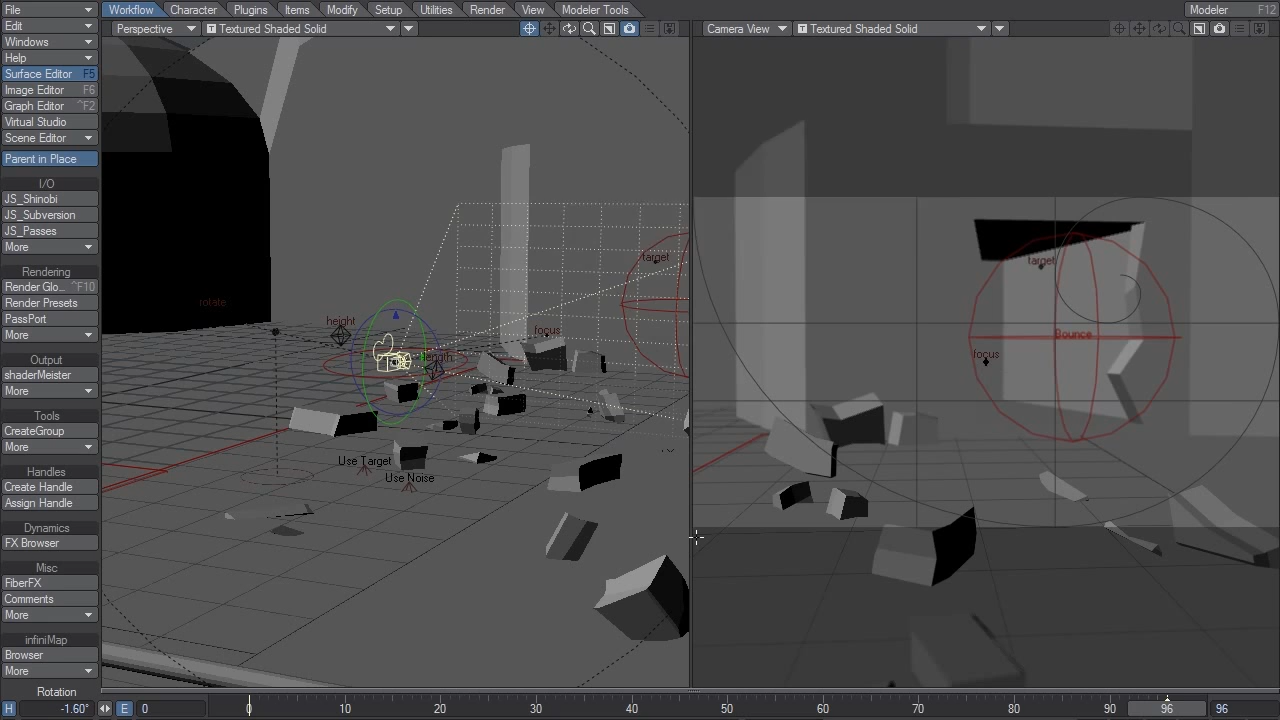 File
Workflow Character Plugins Items Modify Setup Utilities Render View Modeler Tools
Modeler F12
Edit
Windows
Help
Surface Editor F5
Image Editor F6
Graph Editor ^F2
Virtual Studio
Scene Editor
Parent in Place
I/O
JS_Shinobi
JS_Subversion
JS_Passes
More
Rendering
Render Glo... ^F10
Render Presets
PassPort
More
Output
shaderMeister
More
Tools
CreateGroup
More
Handles
Create Handle
Assign Handle
Dynamics
FX Browser
Misc
FiberFX
Comments
More
infiniMap
Browser
More
Rotation
H -1.60° E 0
Perspective T Textured Shaded Solid
Camera View T Textured Shaded Solid
target
rotate
height
focus
Use Target
Use Noise
target
Bounce
focus
0 10 20 30 40 50 60 70 80 90 96 96